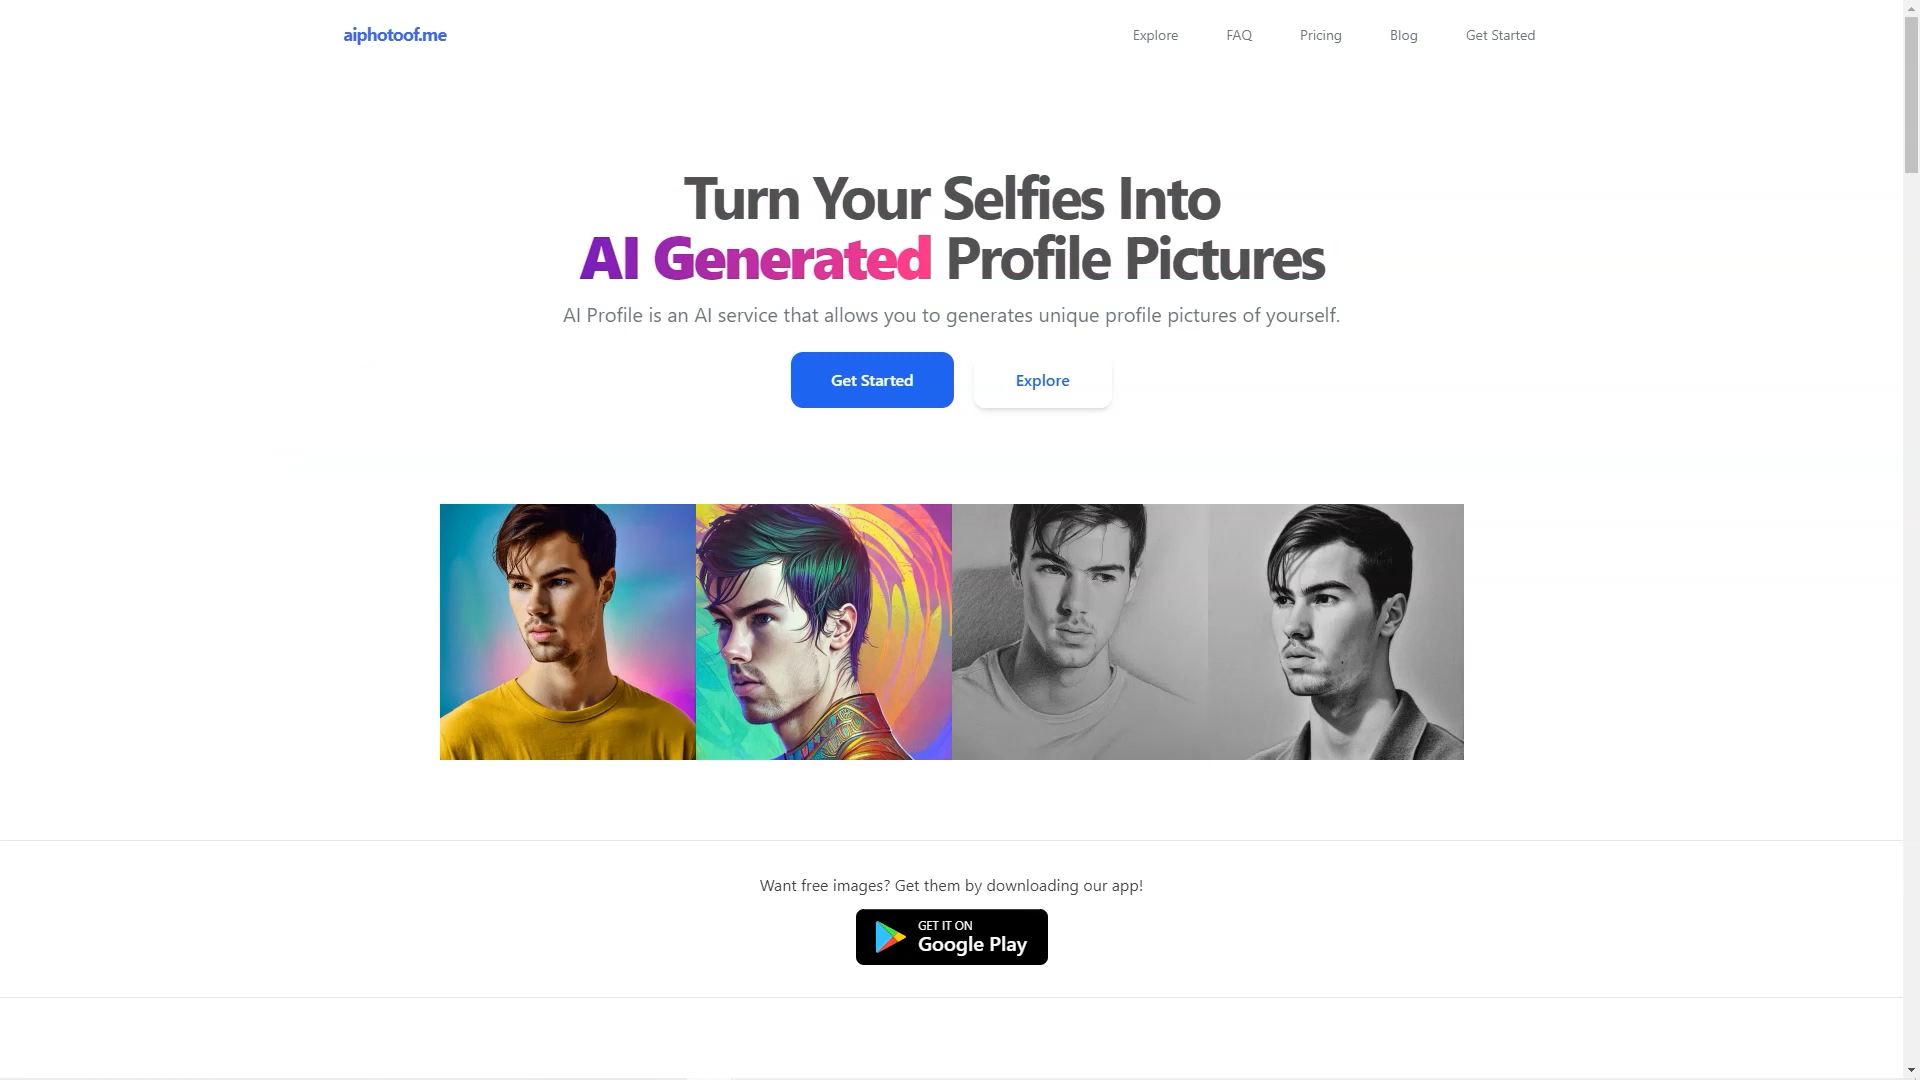 aiphotoof.me
Explore
FAQ
Pricing
Blog
Get Started
Turn Your Selfies Into
AI Generated Profile Pictures
AI Profile is an AI service that allows you to generates unique profile pictures of yourself.
Get Started
Explore
Want free images? Get them by downloading our app!
GET IT ON
Google Play